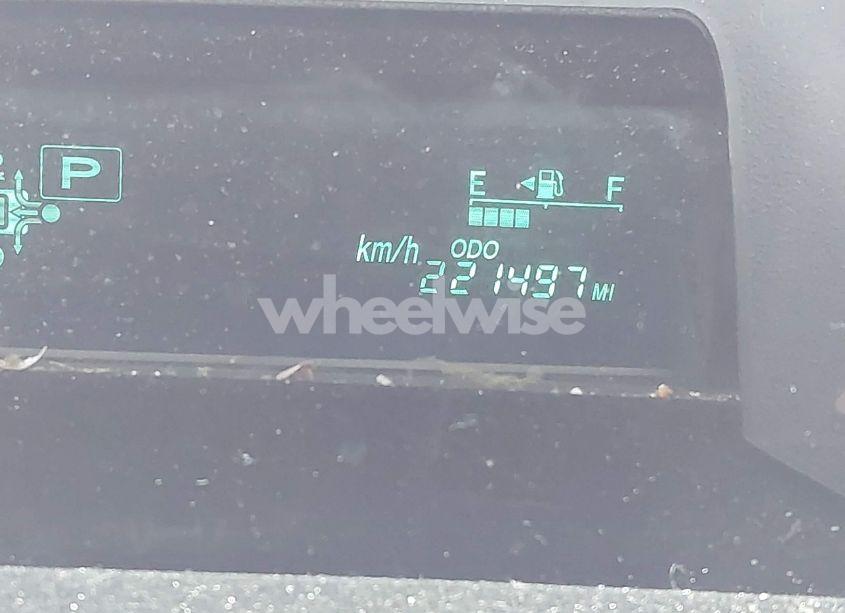 P
E F
km/h ODO
221497 MI
wheelwise